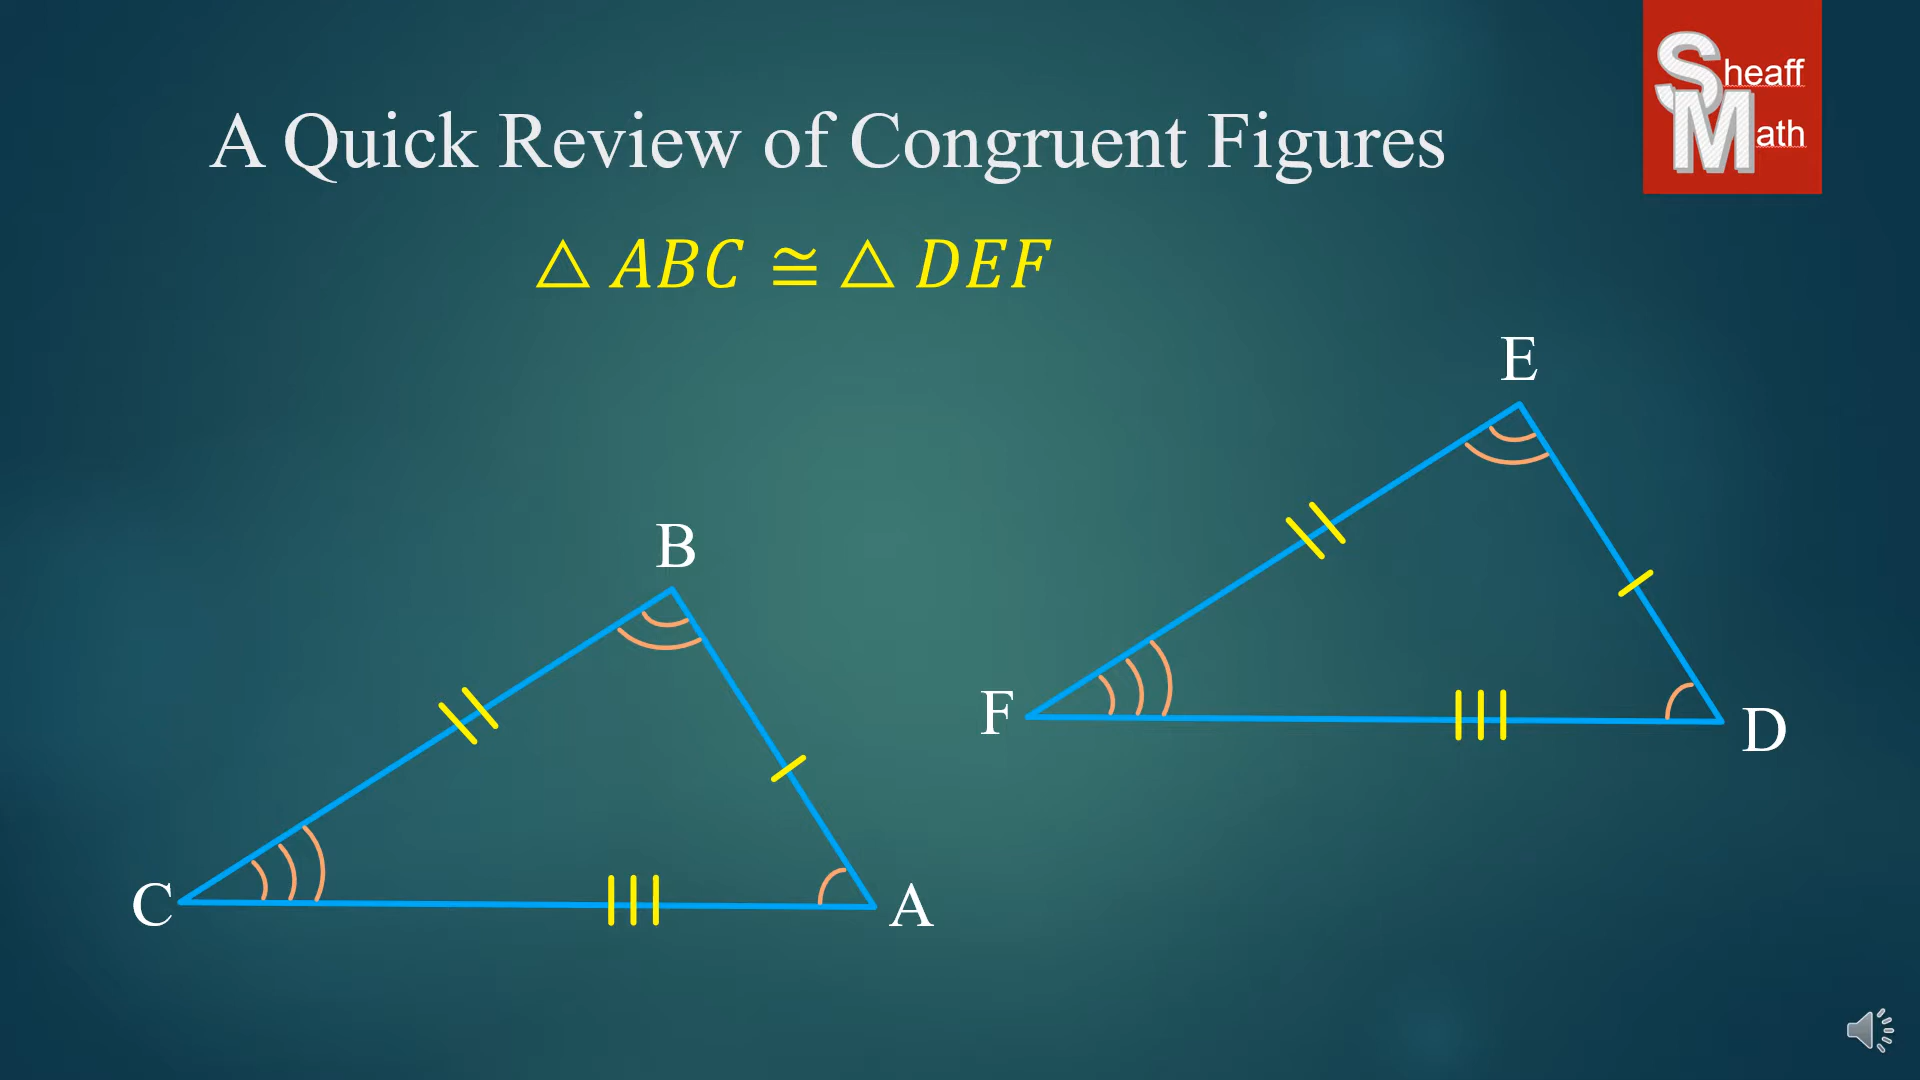 Sheaff
Math
A Quick Review of Congruent Figures
△ ABC ≅ △ DEF
E
B
F
D
C
A